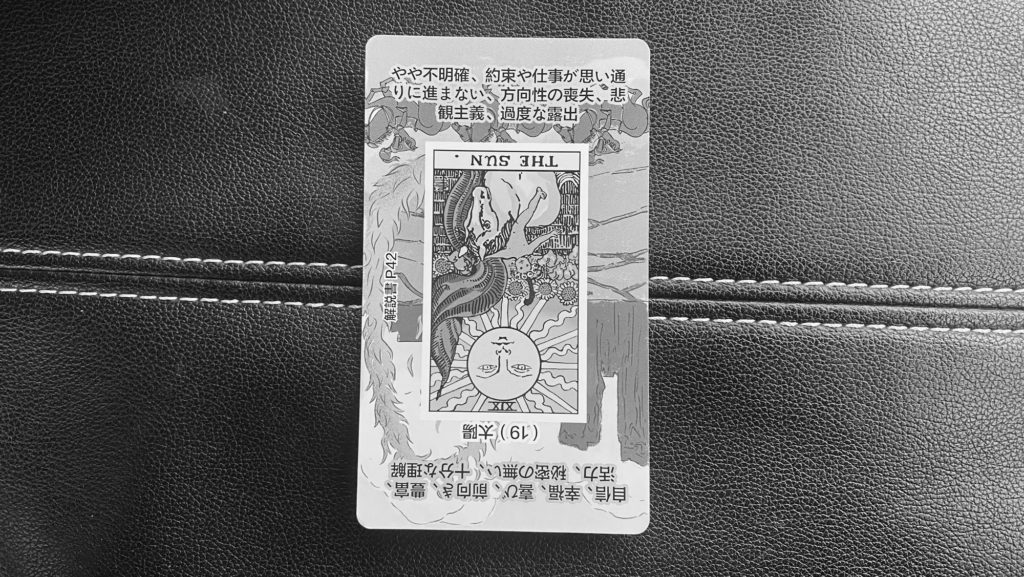 やや不明確、約束や仕事が思い通
りに進まない、方向性の喪失、悲
観主義、過度な露出
THE SUN.
解説書P42
XIX
(19)太陽
自信、幸福、喜び、前向き、豊富、
活力、秘密の無い、十分な理解